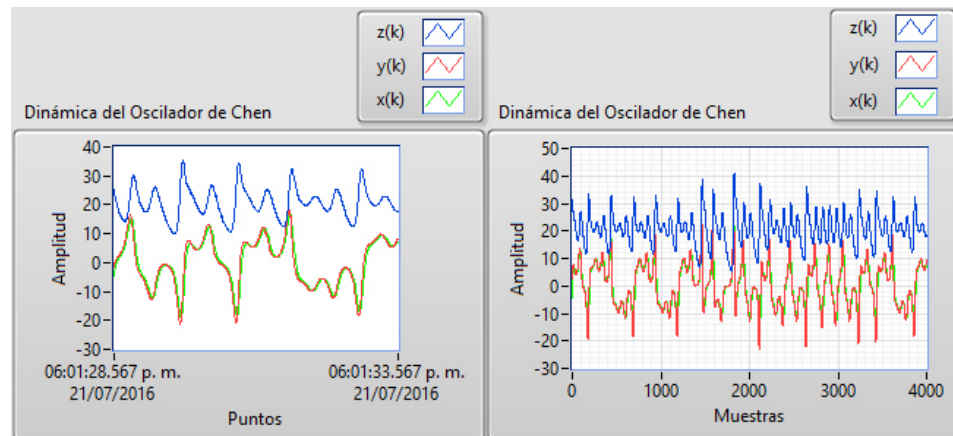 z(k)
y(k)
x(k)
Dinámica del Oscilador de Chen
Amplitud
40
30
20
10
0
-10
-20
-30
06:01:28.567 p. m.
21/07/2016
06:01:33.567 p. m.
21/07/2016
Puntos
z(k)
y(k)
x(k)
Dinámica del Oscilador de Chen
Amplitud
50
40
30
20
10
0
-10
-20
-30
0
1000
2000
3000
4000
Muestras